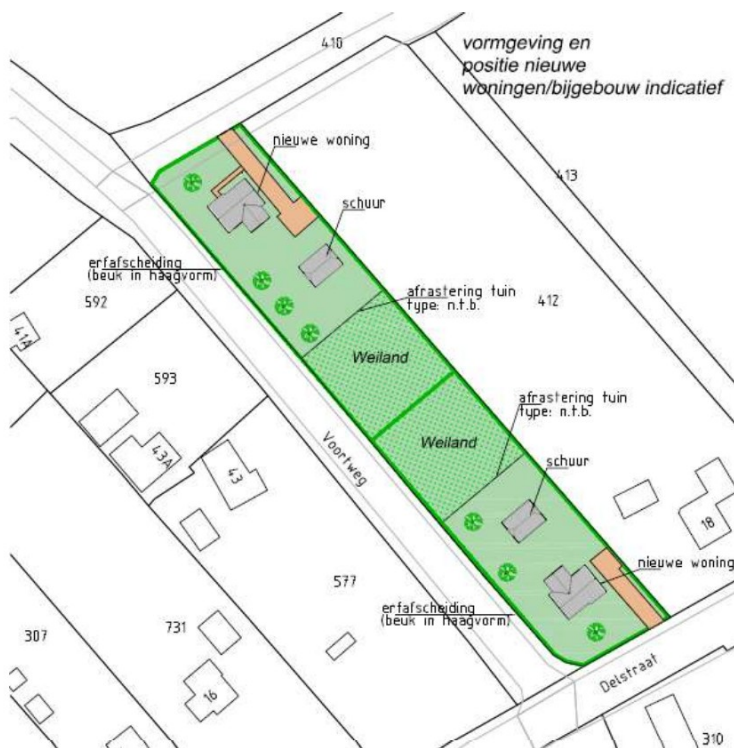 vormgeving en
positie nieuwe
woningen/bijgebouw indicatief
410
nieuwe woning
413
schuur
erfafscheiding
(beuk in haagvorm)
592
afrastering tuin
type: n.t.b.
412
41A
Weiland
593
afrastering tuin
type: n.t.b.
Weiland
43A
43
Voortweg
schuur
18
577
nieuwe woning
erfafscheiding
(beuk in haagvorm)
307
731
16
Delstraat
310